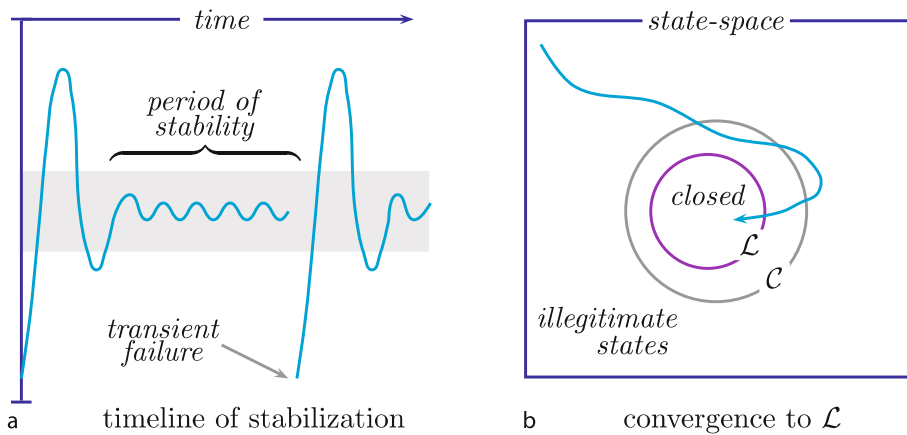 time
period of
stability
transient
failure
a
timeline of stabilization
state-space
closed
ℒ
𝒞
illegitimate
states
b
convergence to ℒ